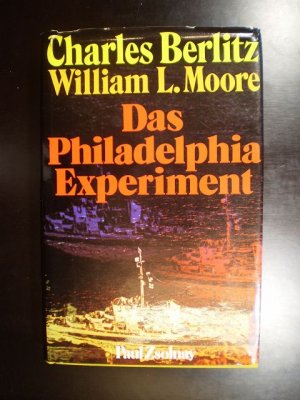 Charles Berlitz
William L. Moore
Das
Philadelphia
Experiment
Paul Zsolnay